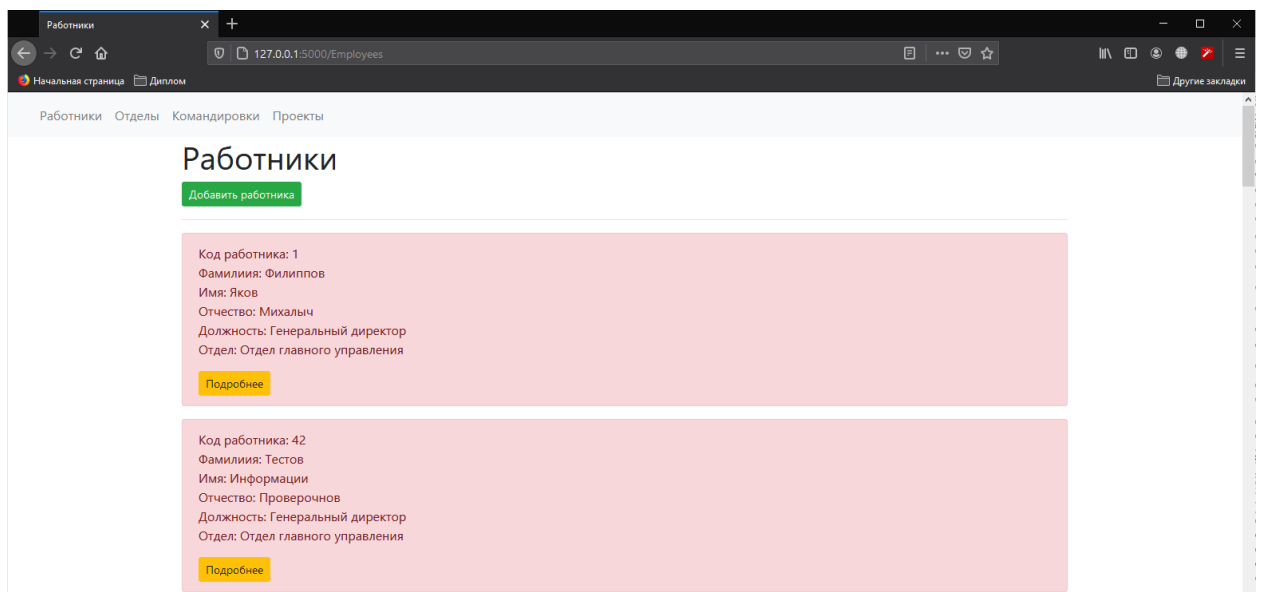 Работники
127.0.0.1:5000/Employees
Начальная страница Диплом Другие закладки
Работники Отделы Командировки Проекты
Работники
Добавить работника
Код работника: 1
Фамилиия: Филиппов
Имя: Яков
Отчество: Михалыч
Должность: Генеральный директор
Отдел: Отдел главного управления
Подробнее
Код работника: 42
Фамилиия: Тестов
Имя: Информации
Отчество: Проверочнов
Должность: Генеральный директор
Отдел: Отдел главного управления
Подробнее